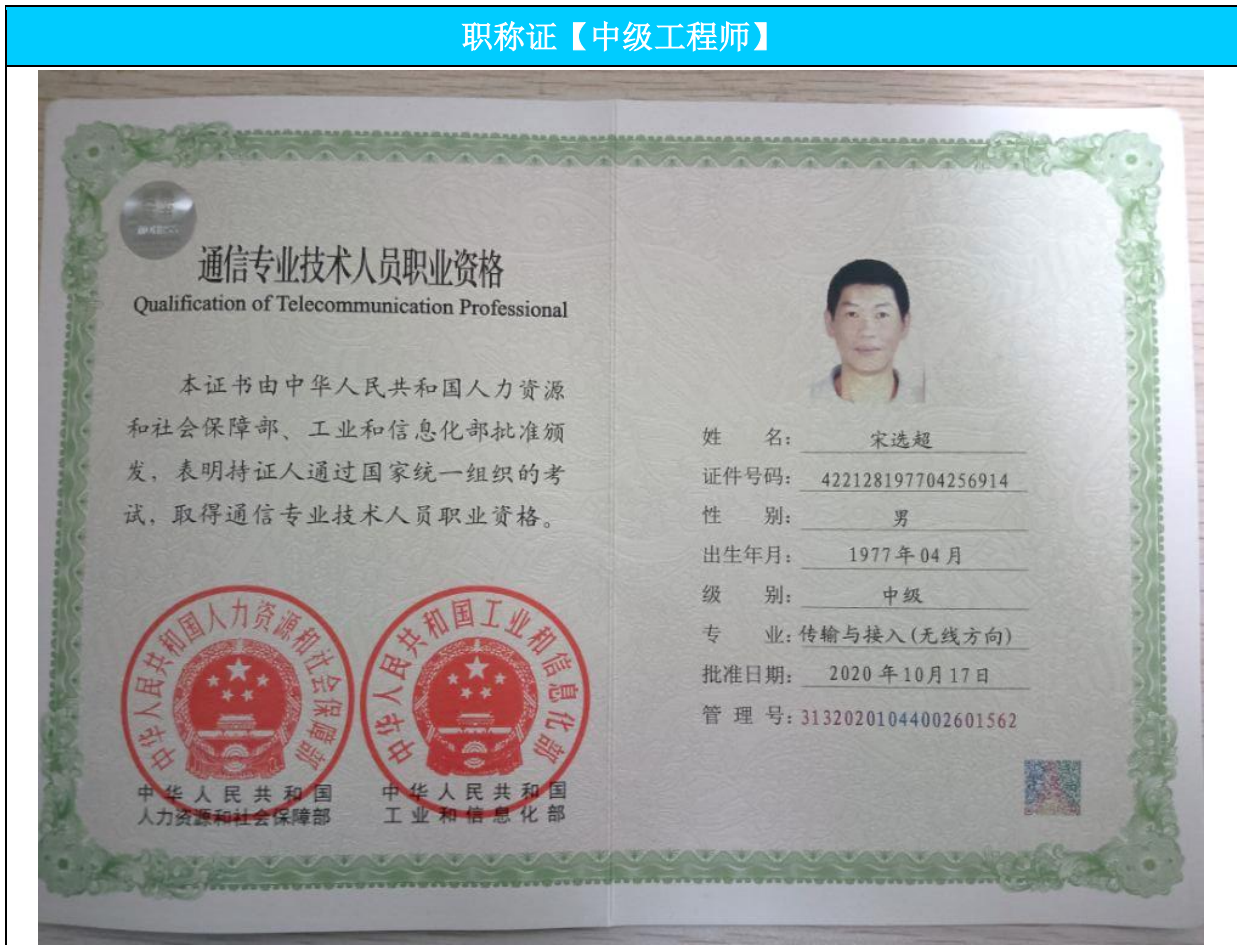 职称证【中级工程师】
通信专业技术人员职业资格
Qualification of Telecommunication Professional
本证书由中华人民共和国人力资源
和社会保障部、工业和信息化部批准颁
发，表明持证人通过国家统一组织的考
试，取得通信专业技术人员职业资格。
中华人民共和国人力资源和社会保障部
中华人民共和国工业和信息化部
中华人民共和国
人力资源和社会保障部
中华人民共和国
工业和信息化部
姓 名： 宋选超
证件号码： 422128197704256914
性 别： 男
出生年月： 1977年04月
级 别： 中级
专 业： 传输与接入(无线方向)
批准日期： 2020年10月17日
管 理 号： 31320201044002601562